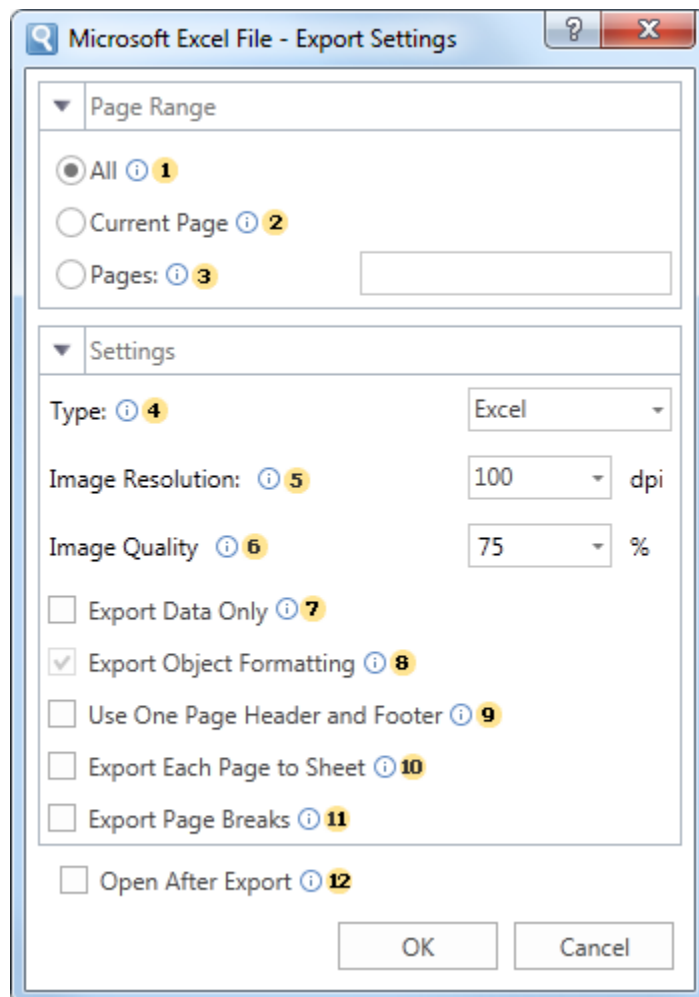 Microsoft Excel File - Export Settings ?
Page Range
All i 1
Current Page i 2
Pages: i 3
Settings
Type: i 4 Excel
Image Resolution: i 5 100 dpi
Image Quality i 6 75 %
Export Data Only i 7
Export Object Formatting i 8
Use One Page Header and Footer i 9
Export Each Page to Sheet i 10
Export Page Breaks i 11
Open After Export i 12
OK Cancel